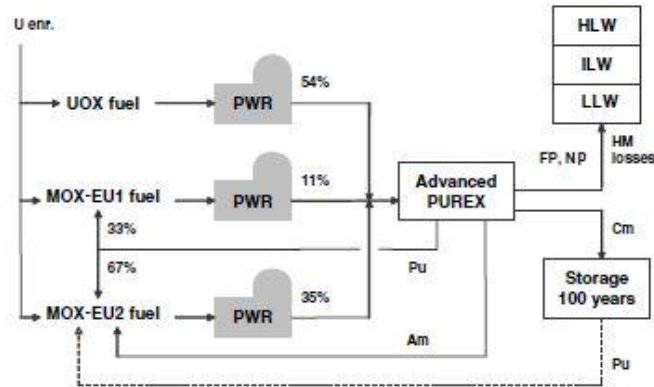 U enr.
UOX fuel
PWR
54%
MOX-EU1 fuel
PWR
11%
33%
67%
MOX-EU2 fuel
PWR
35%
Advanced
PUREX
Pu
Am
HLW
ILW
LLW
FP, Np
HM
losses
Cm
Storage
100 years
Pu